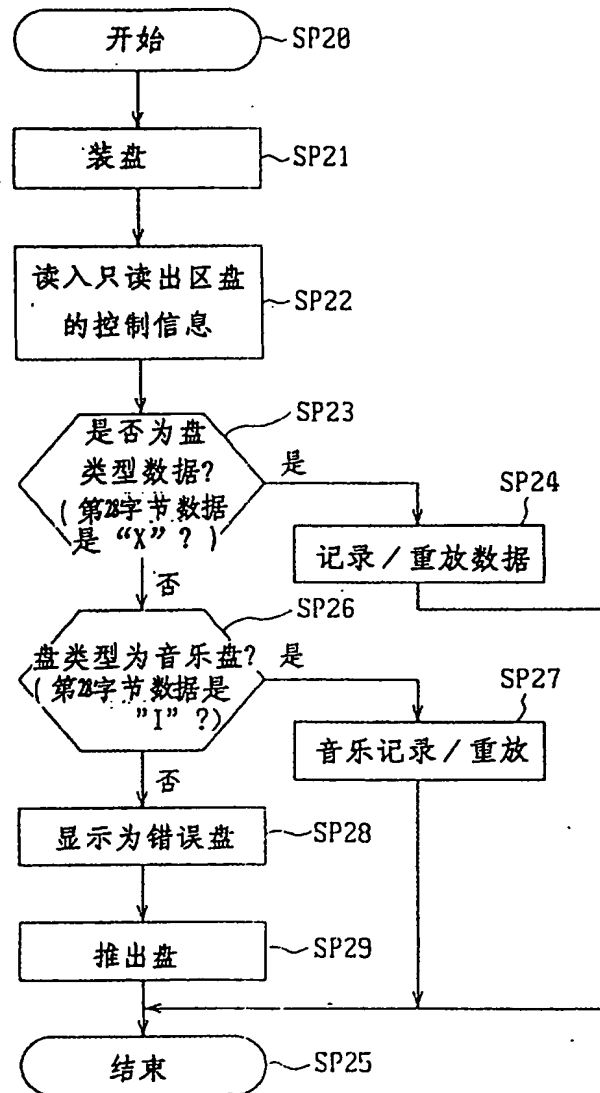 开始 SP20
装盘 SP21
读入只读出区盘
的控制信息
SP22
SP23
是否为盘
类型数据?
(第28字节数据
是“X”?)
是
SP24
记录/重放数据
否
SP26
盘类型为音乐盘?
(第28字节数据是
"I"?)
是
SP27
音乐记录/重放
否
显示为错误盘 SP28
推出盘 SP29
结束 SP25